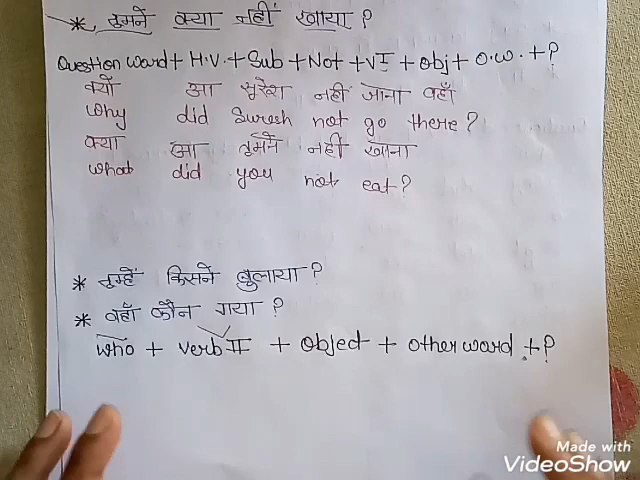 * तुमने क्या नहीं खाया ?
Question word + H.V. + Sub + Not + VI + obj + O.W. + ?
क्यों आ सुरेश नहीं जाना वहाँ
Why did Suresh not go there?
क्या आ तुमने नहीं खाना
what did you not eat?
* तुम्हें किसने बुलाया ?
* वहाँ कौन गया ?
who + verb II + object + other word + ?
Made with
VideoShow